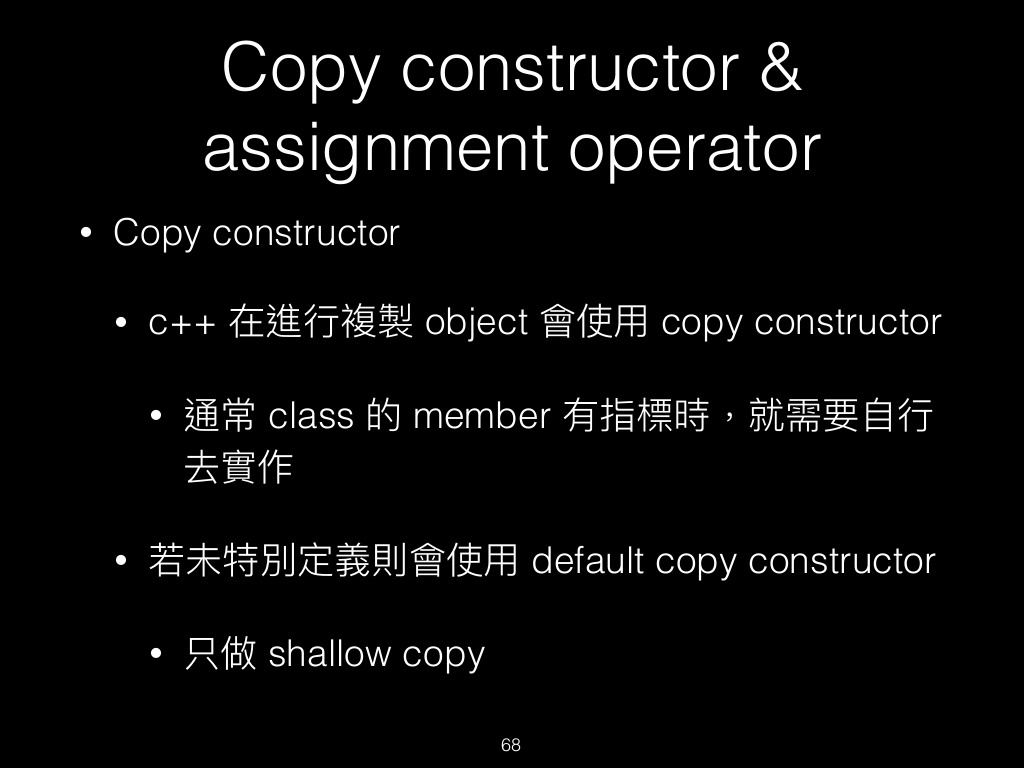 Copy constructor &
assignment operator
• Copy constructor
• c++ 在進行複製 object 會使用 copy constructor
• 通常 class 的 member 有指標時，就需要自行
去實作
• 若未特別定義則會使用 default copy constructor
• 只做 shallow copy
68